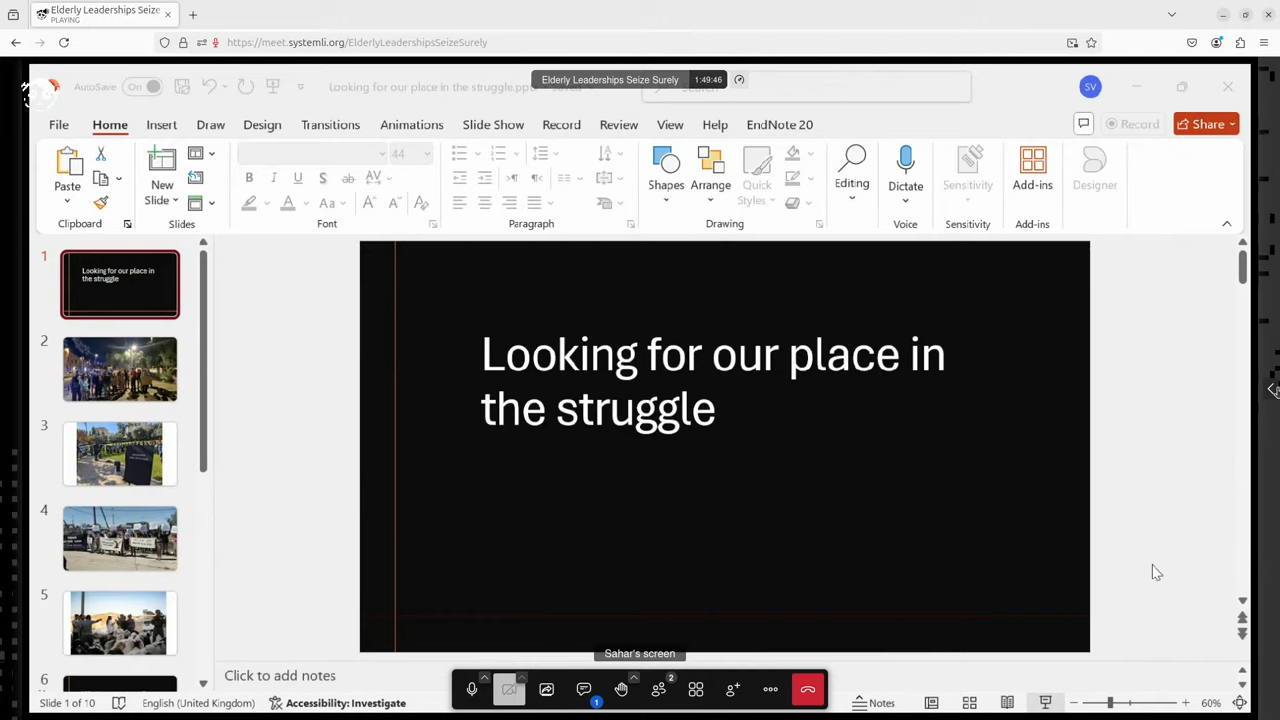 Elderly Leaderships Seize
PLAYING
https://meet.systemli.org/ElderlyLeadershipsSeizeSurely
AutoSave On
Looking for our place in the struggle.pp
Elderly Leaderships Seize Surely 1:49:46
SV
File Home Insert Draw Design Transitions Animations Slide Show Record Review View Help EndNote 20
Record Share
Paste New Slide 44 Shapes Arrange Quick Styles Editing Dictate Sensitivity Add-ins Designer
Clipboard Slides Font Paragraph Drawing Voice Sensitivity Add-ins
1
Looking for our place in
the struggle
2
3
4
5
6
Looking for our place in
the struggle
Sahar's screen
Click to add notes
2
1
Slide 1 of 10 English (United Kingdom) Accessibility: Investigate Notes 60%